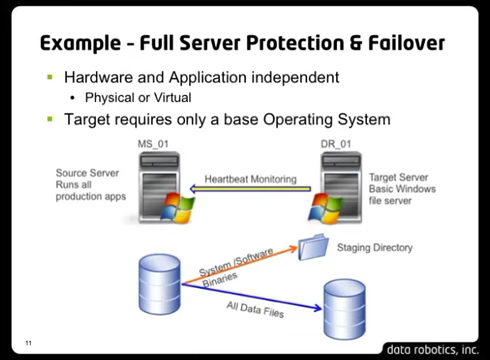 Example - Full Server Protection & Failover
Hardware and Application independent
Physical or Virtual
Target requires only a base Operating System
MS_01
DR_01
Source Server
Runs all
production apps
Heartbeat Monitoring
Target Server
Basic Windows
file server
System /Software
Binaries
Staging Directory
All Data Files
11
data robotics, inc.